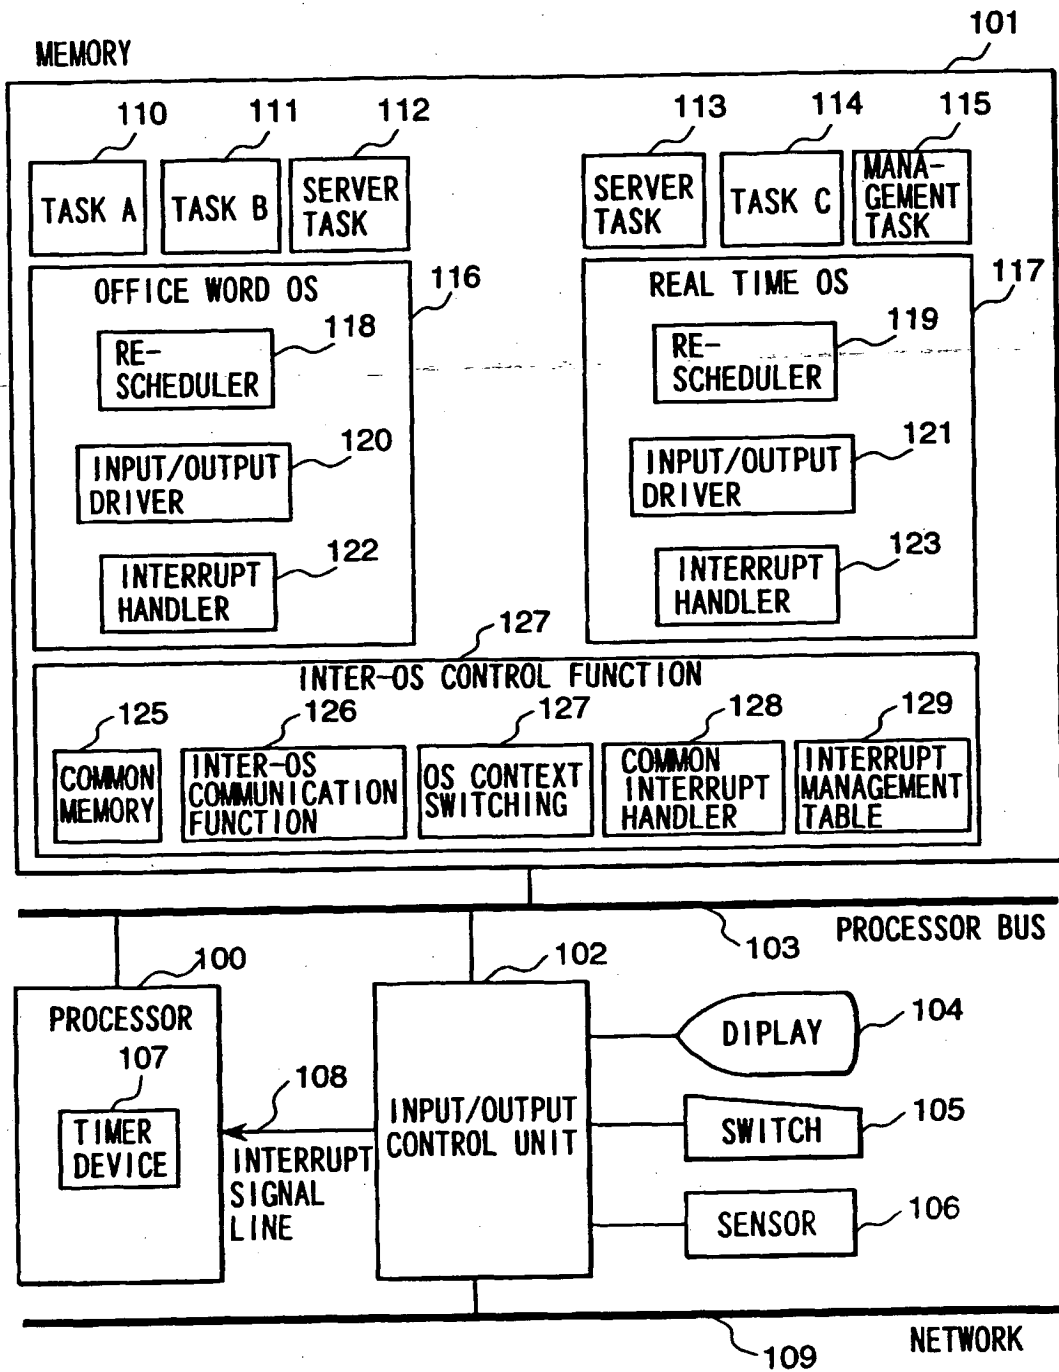 101
MEMORY
110
111
112
113
114
115
TASK A
TASK B
SERVER
TASK
SERVER
TASK
TASK C
MANA-
GEMENT
TASK
OFFICE WORD OS
116
REAL TIME OS
117
118
RE-
SCHEDULER
119
RE-
SCHEDULER
120
INPUT/OUTPUT
DRIVER
121
INPUT/OUTPUT
DRIVER
122
INTERRUPT
HANDLER
123
INTERRUPT
HANDLER
127
INTER-OS CONTROL FUNCTION
125
126
127
128
129
COMMON
MEMORY
INTER-OS
COMMUNICATION
FUNCTION
OS CONTEXT
SWITCHING
COMMON
INTERRUPT
HANDLER
INTERRUPT
MANAGEMENT
TABLE
103
PROCESSOR BUS
100
102
PROCESSOR
107
TIMER
DEVICE
108
INTERRUPT
SIGNAL
LINE
INPUT/OUTPUT
CONTROL UNIT
DIPLAY
104
SWITCH
105
SENSOR
106
109
NETWORK